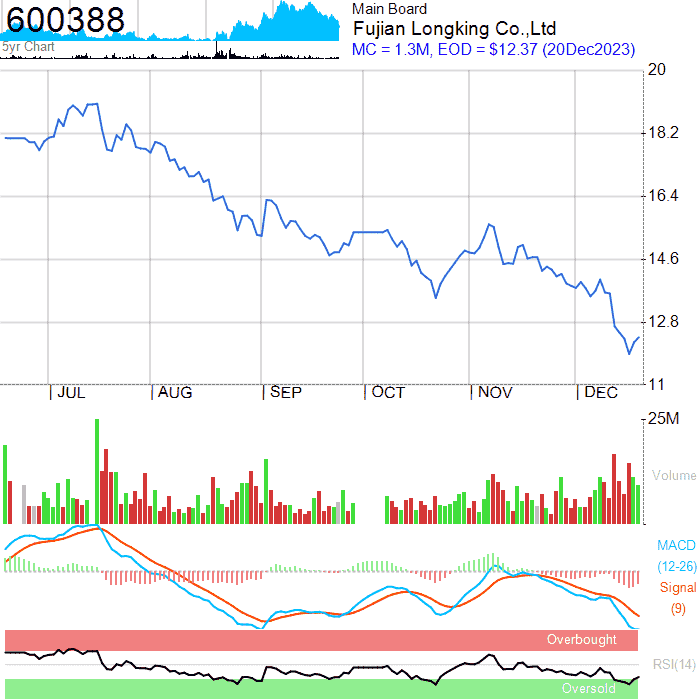 600388
5yr Chart
Main Board
Fujian Longking Co.,Ltd
MC = 1.3M, EOD = $12.37 (20Dec2023)
20
18.2
16.4
14.6
12.8
11
JUL AUG SEP OCT NOV DEC
25M
Volume
MACD
(12-26)
Signal
(9)
Overbought
RSI(14)
Oversold